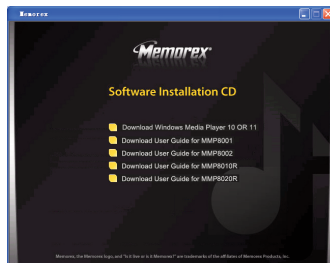 Memorex
Memorex
Software Installation CD
Download Windows Media Player 10 OR 11
Download User Guide for MMP8001
Download User Guide for MMP8002
Download User Guide for MMP8010R
Download User Guide for MMP8020R
Memorex, the Memorex logo, and "Is it live or is it Memorex?" are trademarks of the affiliates of Memorex Products, Inc.